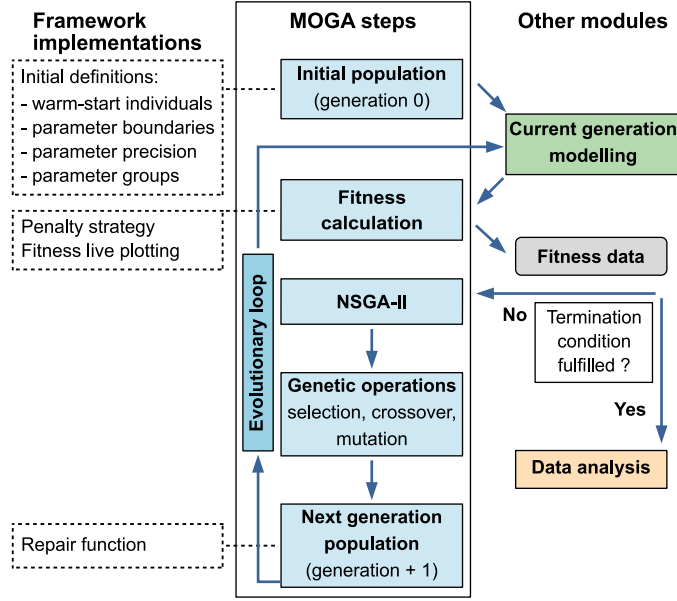 Framework
implementations
Initial definitions:
- warm-start individuals
- parameter boundaries
- parameter precision
- parameter groups
Penalty strategy
Fitness live plotting
Repair function
MOGA steps
Initial population
(generation 0)
Fitness
calculation
NSGA-II
Genetic operations
selection, crossover,
mutation
Next generation
population
(generation + 1)
Evolutionary loop
Other modules
Current generation
modelling
Fitness data
No
Termination
condition
fulfilled ?
Yes
Data analysis